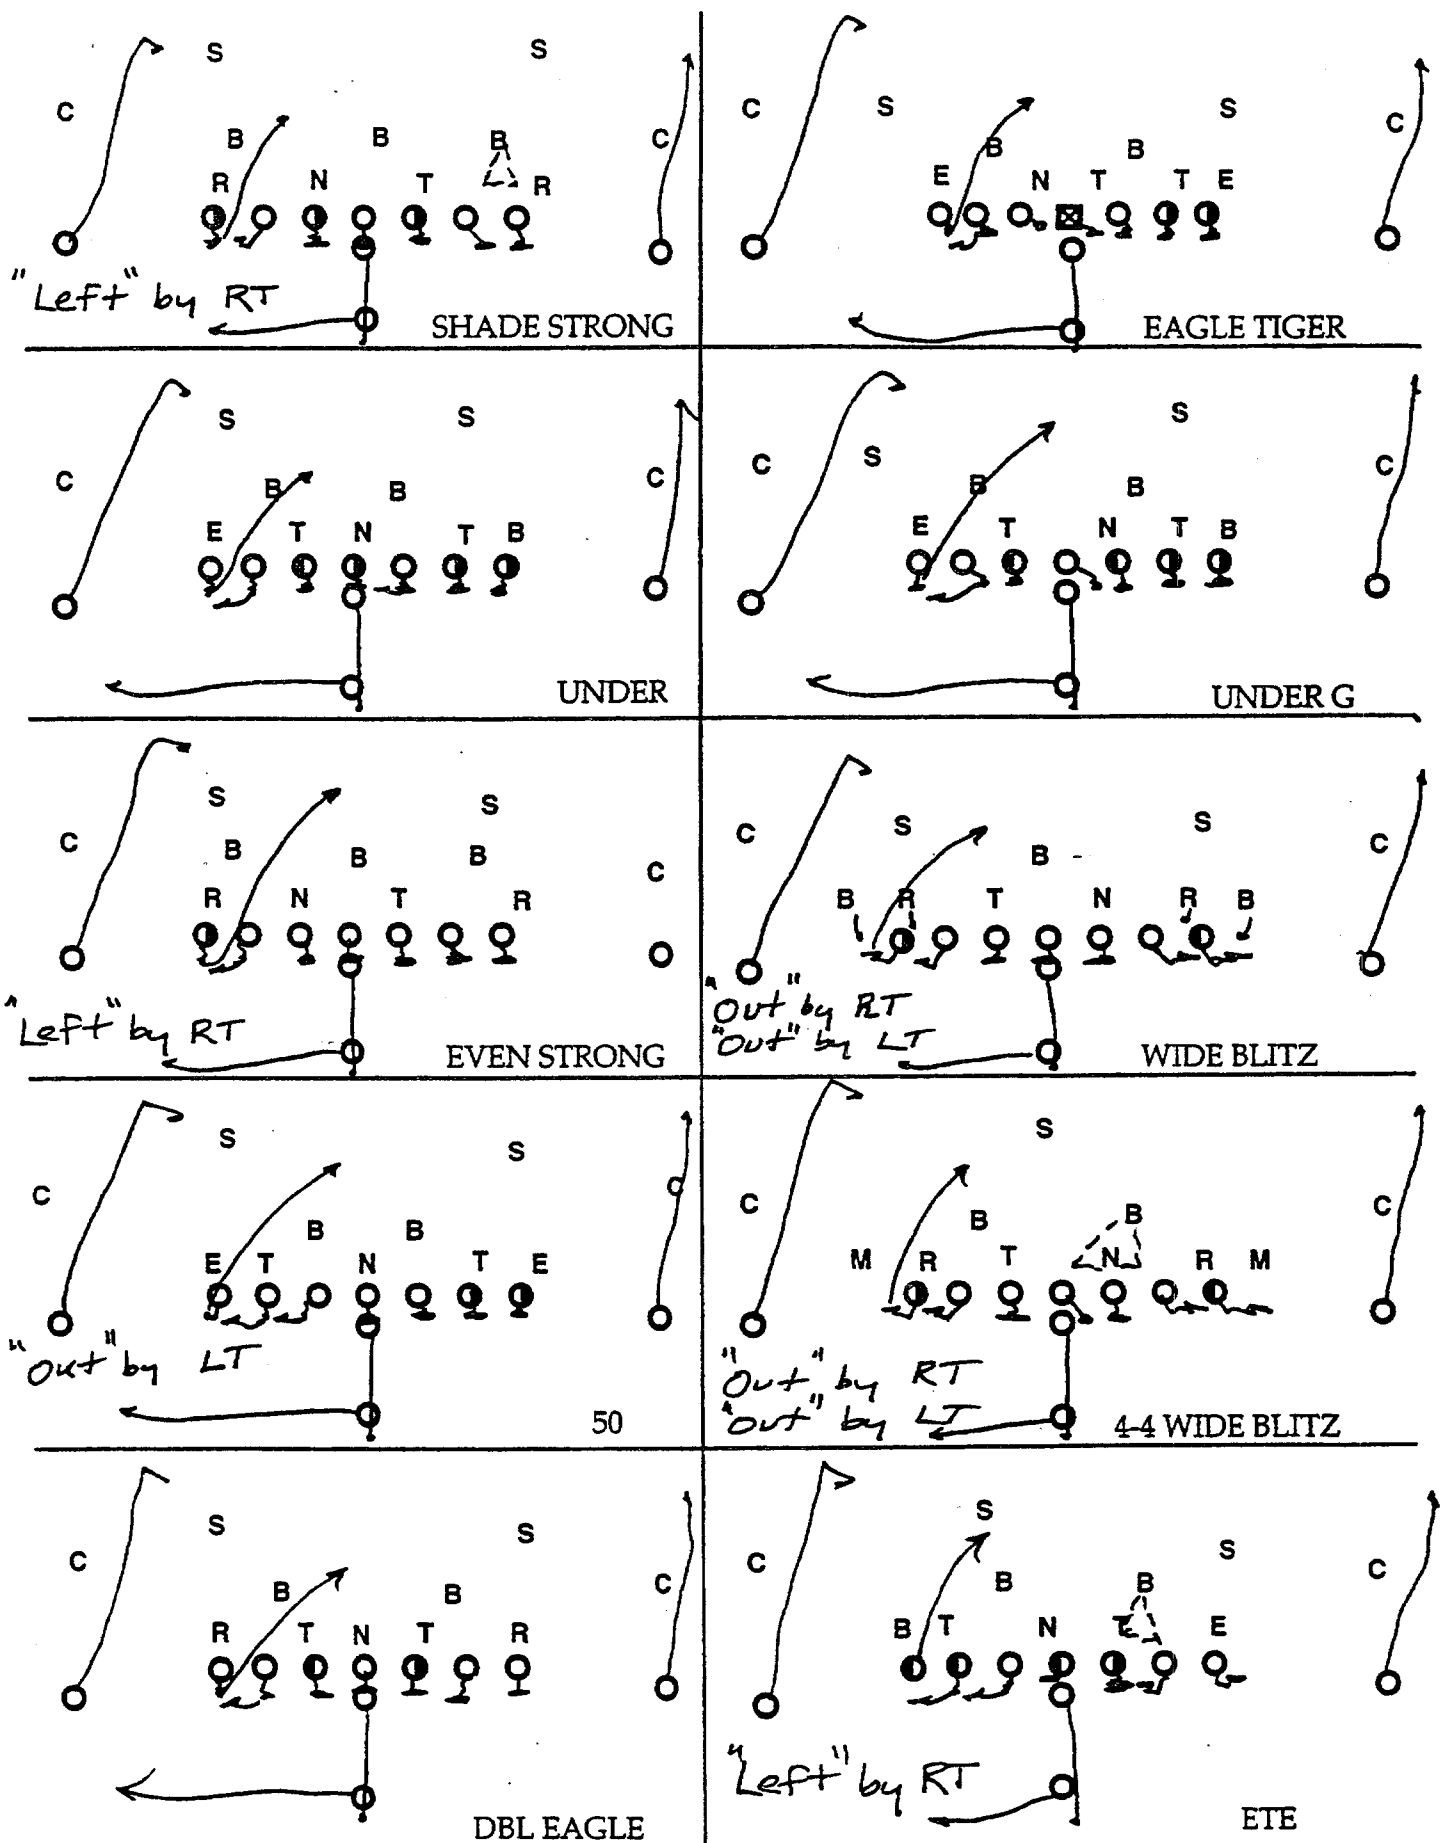 S S
C
C
B B B
R N T R
"Left" by RT
SHADE STRONG
C S S C
B B
E N T T E
EAGLE TIGER
S S
C C
B B
E T N T B
UNDER
S
C S C
B B
E T N T B
UNDER G
S S
C B B B C
R N T R
"Left" by RT
EVEN STRONG
C S S C
B
B R T N R B
"Out" by RT
"Out" by LT
WIDE BLITZ
S S
C C
B B
E T N T E
"Out" by LT
50
S
C C
B B
M R T N R M
"Out" by RT
"Out" by LT
4-4 WIDE BLITZ
S S
C C
B B
R T N T R
DBL EAGLE
S S
C C
B B
B T N T E
"Left" by RT
ETE